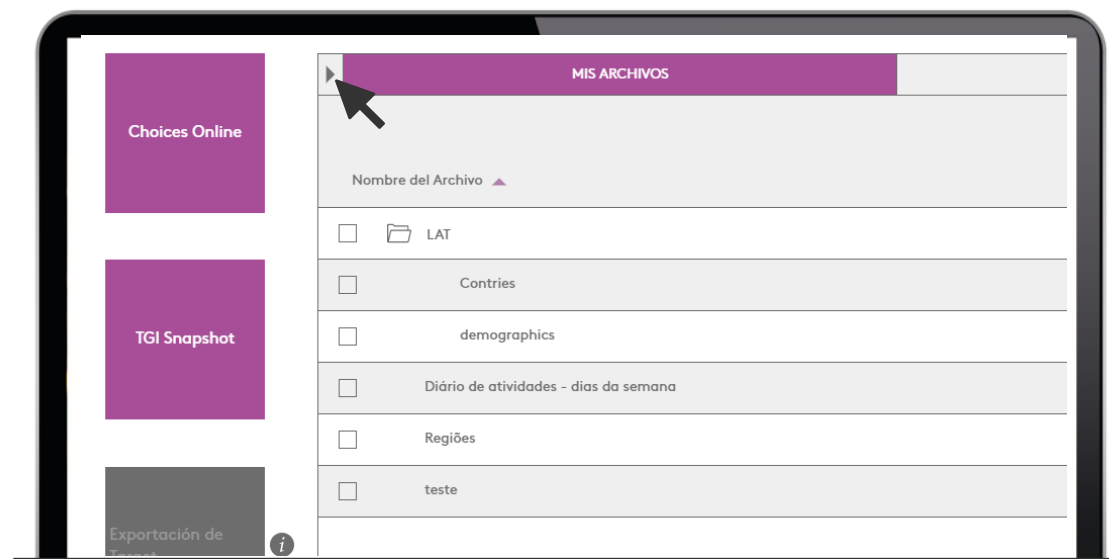 Choices Online
TGI Snapshot
Exportación de
Target
i
MIS ARCHIVOS
Nombre del Archivo
LAT
Contries
demographics
Diário de atividades - dias da semana
Regiões
teste